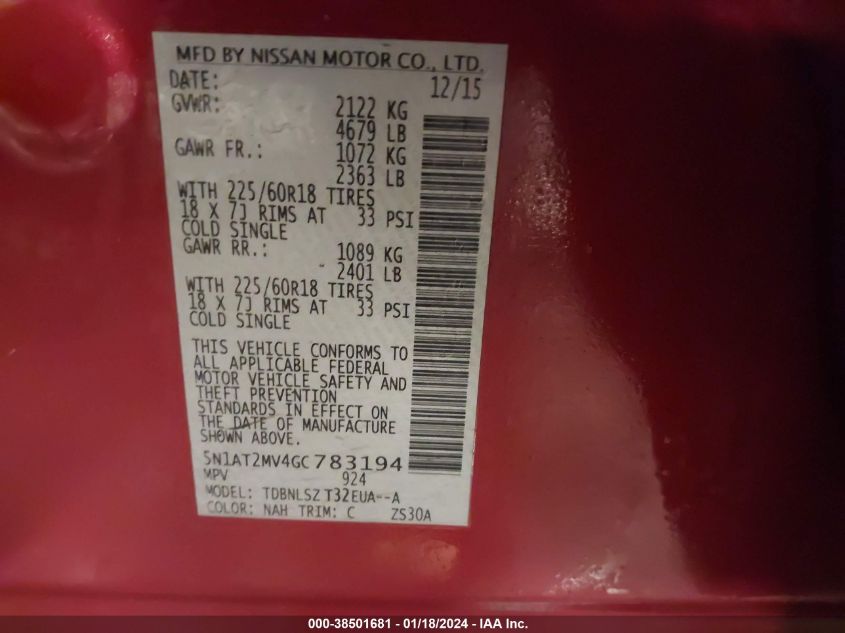 MFD BY NISSAN MOTOR CO., LTD.
DATE: 12/15
GVWR: 2122 KG
4679 LB
GAWR FR.: 1072 KG
2363 LB
WITH 225/60R18 TIRES
18 X 7J RIMS AT 33 PSI
COLD SINGLE
GAWR RR.: 1089 KG
2401 LB
WITH 225/60R18 TIRES
18 X 7J RIMS AT 33 PSI
COLD SINGLE
THIS VEHICLE CONFORMS TO
ALL APPLICABLE FEDERAL
MOTOR VEHICLE SAFETY AND
THEFT PREVENTION
STANDARDS IN EFFECT ON
THE DATE OF MANUFACTURE
SHOWN ABOVE.
5N1AT2MV4GC783194
MPV 924
MODEL: TDBNLSZ T32EUA--A
COLOR: NAH TRIM: C ZS30A
000-38501681 - 01/18/2024 - IAA Inc.